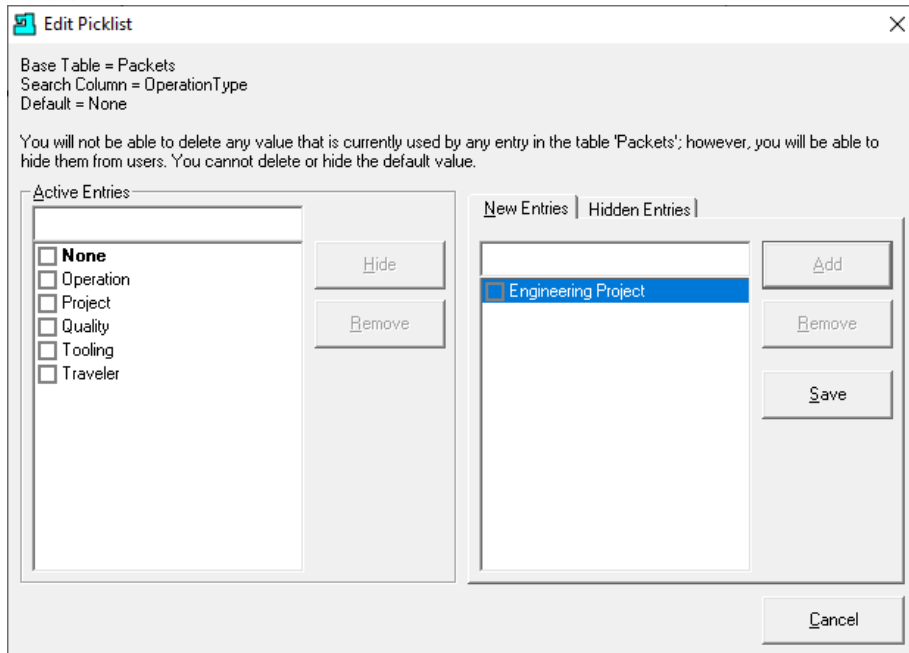 Edit Picklist
Base Table = Packets
Search Column = OperationType
Default = None
You will not be able to delete any value that is currently used by any entry in the table 'Packets'; however, you will be able to
hide them from users. You cannot delete or hide the default value.
Active Entries
None
Operation
Project
Quality
Tooling
Traveler
Hide
Remove
New Entries
Hidden Entries
Engineering Project
Add
Remove
Save
Cancel